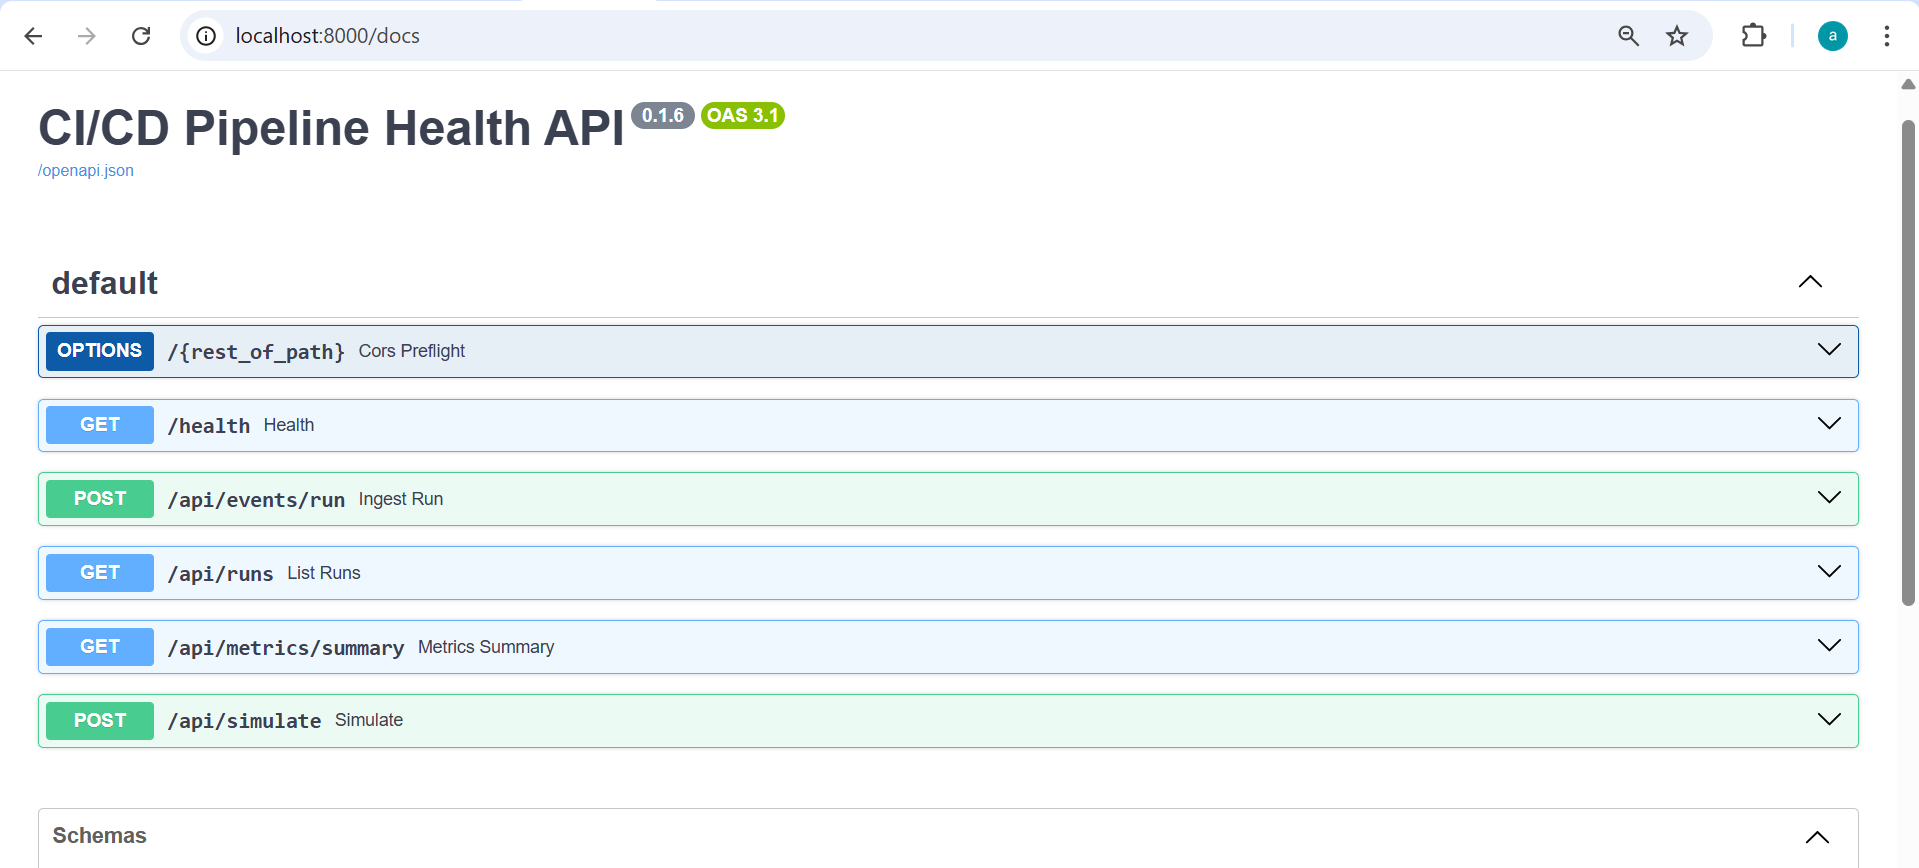 localhost:8000/docs
a
CI/CD Pipeline Health API 0.1.6 OAS 3.1
/openapi.json
default
OPTIONS /{rest_of_path} Cors Preflight
GET /health Health
POST /api/events/run Ingest Run
GET /api/runs List Runs
GET /api/metrics/summary Metrics Summary
POST /api/simulate Simulate
Schemas